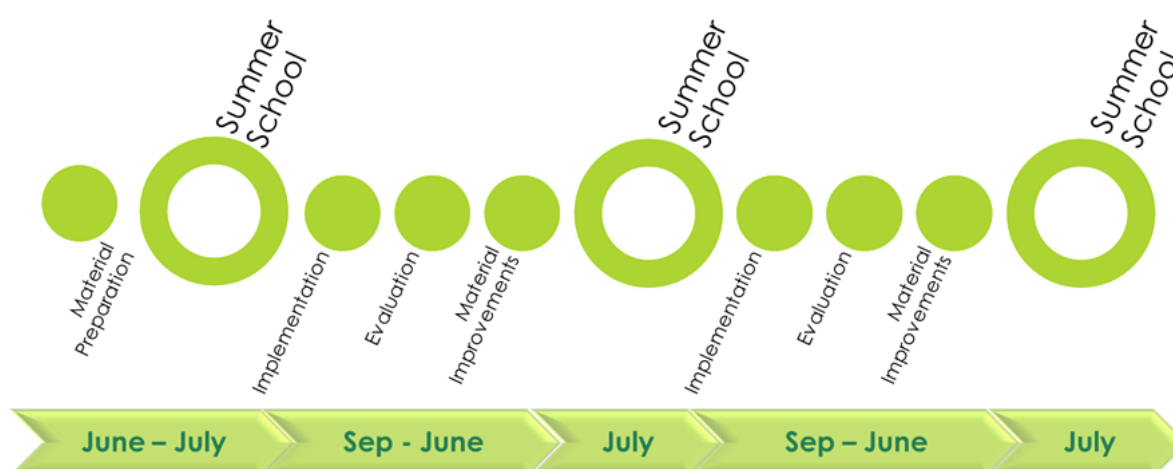 Summer
School
Summer
School
Summer
School
Material
Preparation
Implementation
Evaluation
Material
Improvements
Implementation
Evaluation
Material
Improvements
June – July
Sep - June
July
Sep – June
July